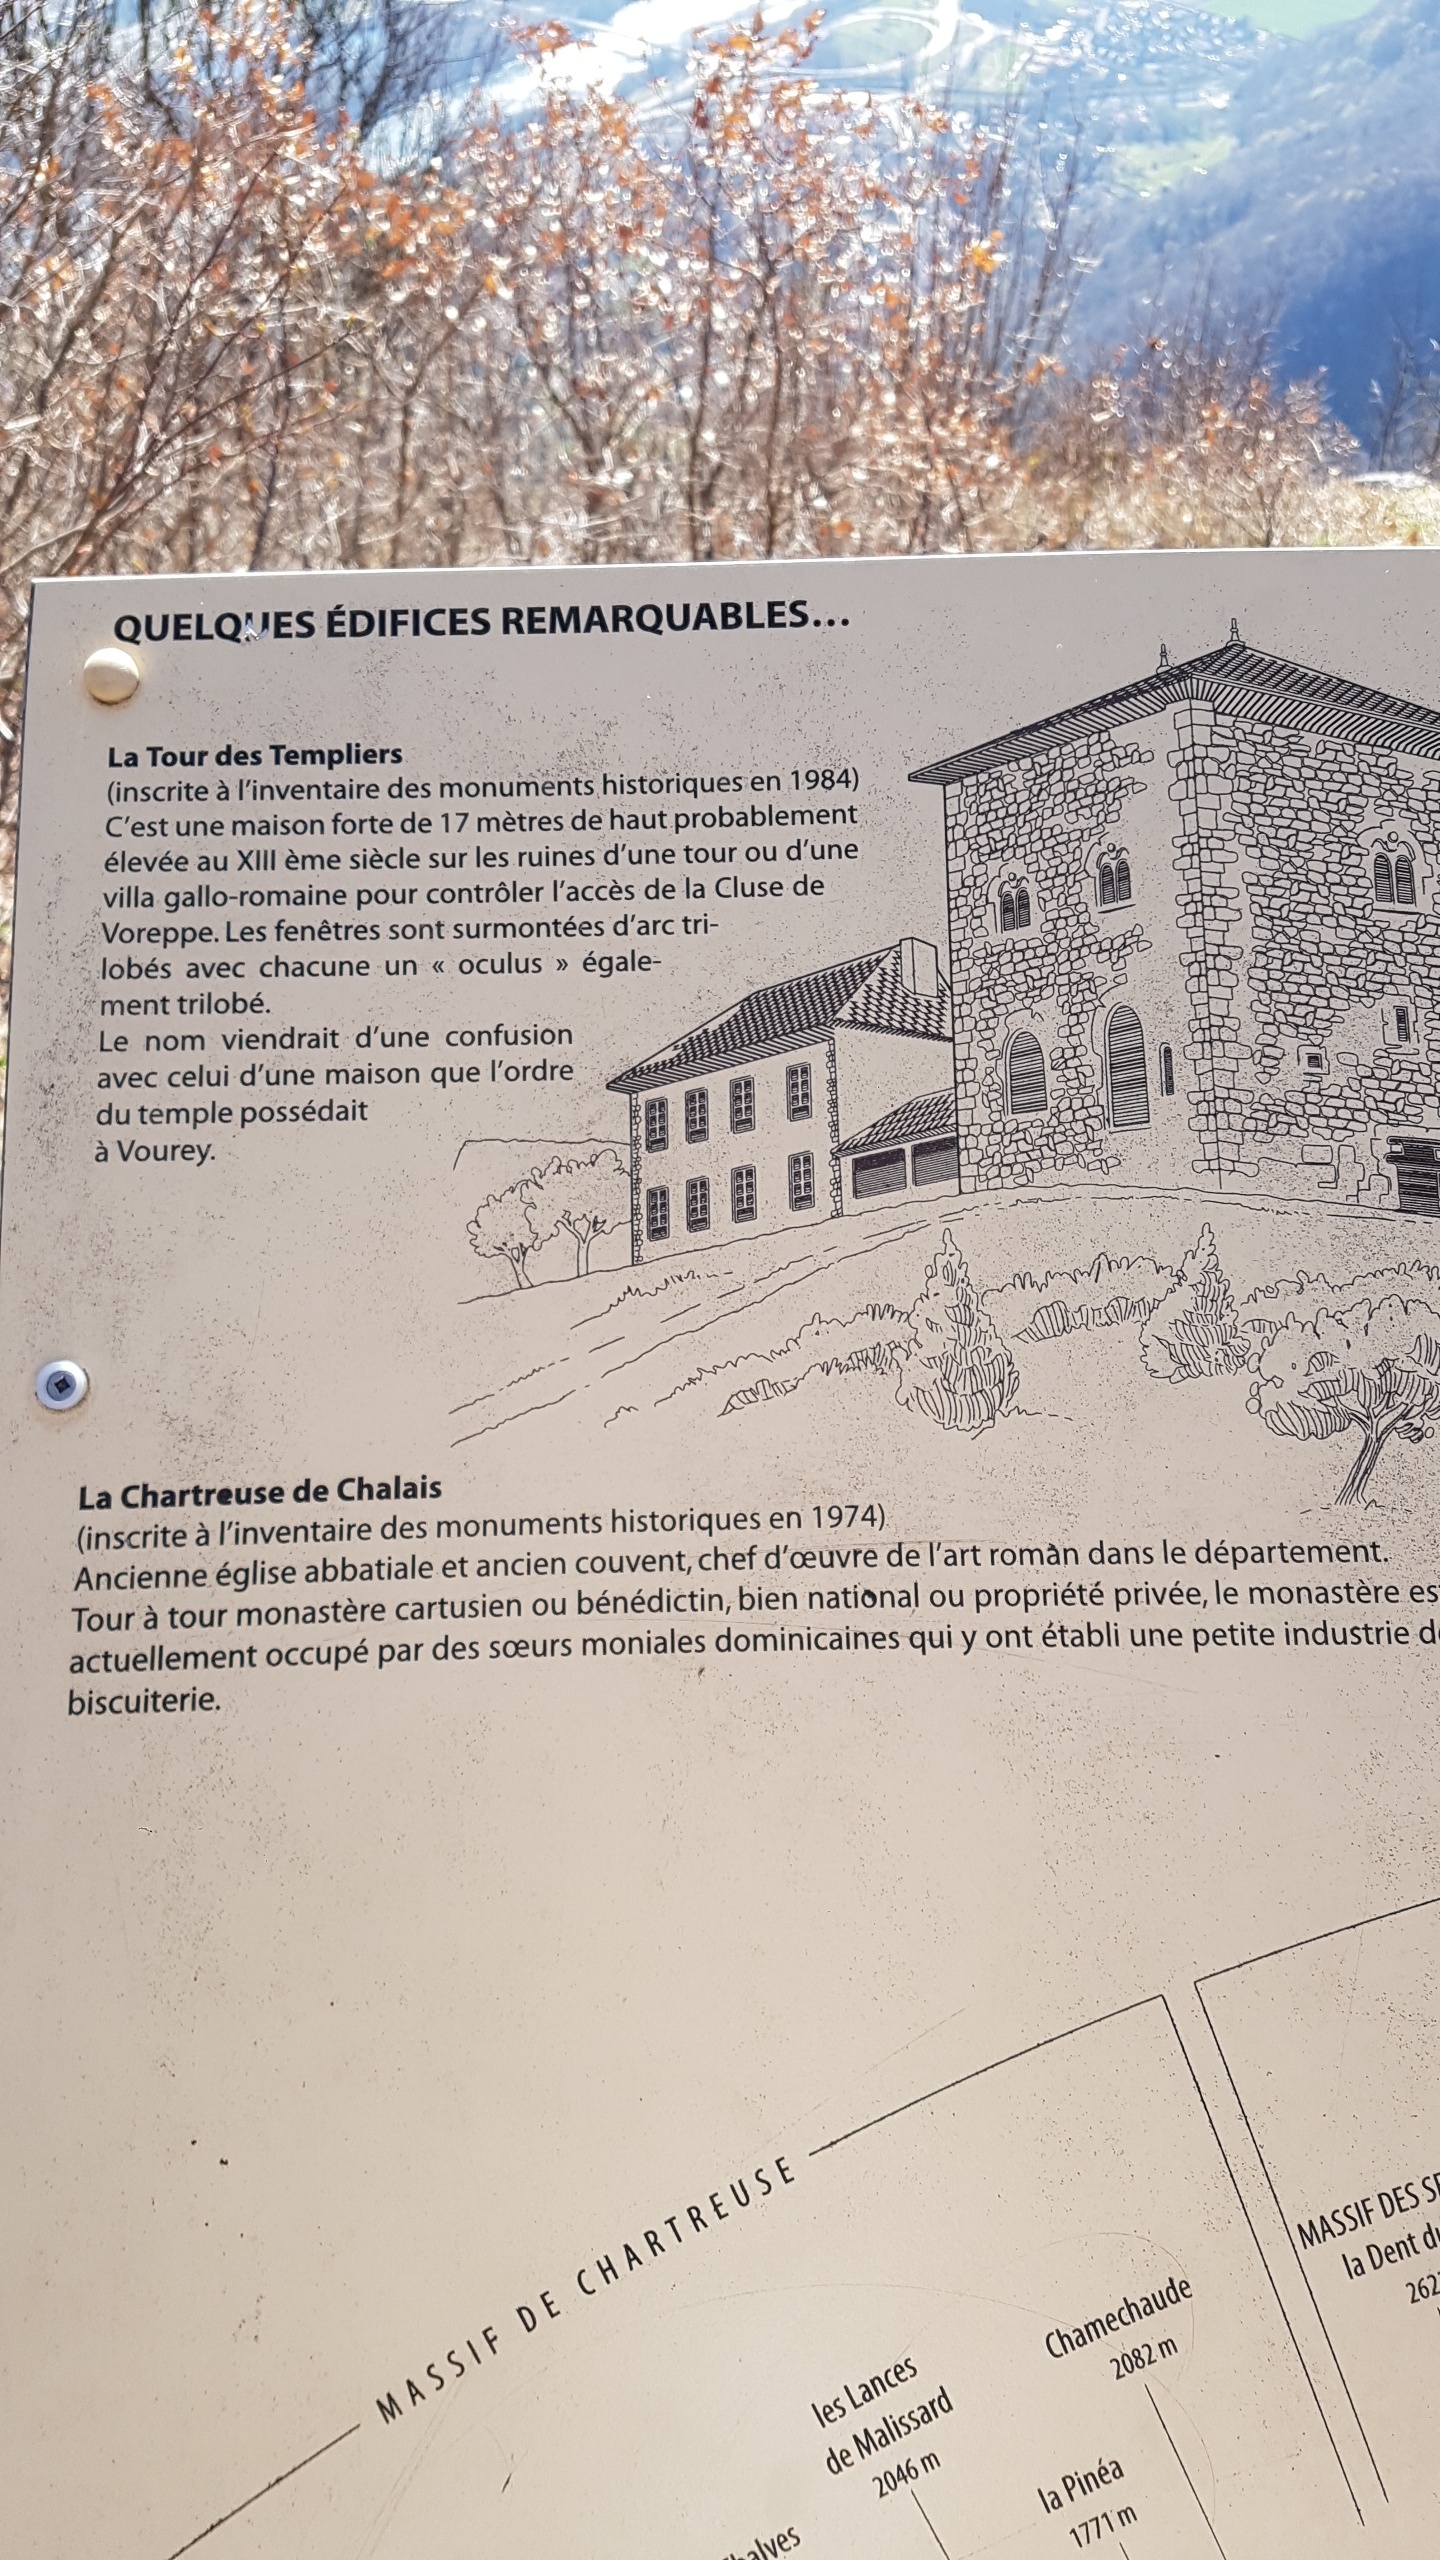 QUELQUES ÉDIFICES REMARQUABLES...
La Tour des Templiers
(inscrite à l'inventaire des monuments historiques en 1984)
C'est une maison forte de 17 mètres de haut probablement
élevée au XIII ème siècle sur les ruines d'une tour ou d'une
villa gallo-romaine pour contrôler l'accès de la Cluse de
Voreppe. Les fenêtres sont surmontées d'arc tri-
lobés avec chacune un « oculus » égale-
ment trilobé.
Le nom viendrait d'une confusion
avec celui d'une maison que l'ordre
du temple possédait
à Vourey.
La Chartreuse de Chalais
(inscrite à l'inventaire des monuments historiques en 1974)
Ancienne église abbatiale et ancien couvent, chef d'œuvre de l'art roman dans le département.
Tour à tour monastère cartusien ou bénédictin, bien national ou propriété privée, le monastère
actuellement occupé par des sœurs moniales dominicaines qui y ont établi une petite industrie
biscuiterie.
MASSIF DE CHARTREUSE
MASSIF DES
la Dent
Chamechaude
2082 m
les Lances
de Malissard
2046 m
la Pinéa
1771 m